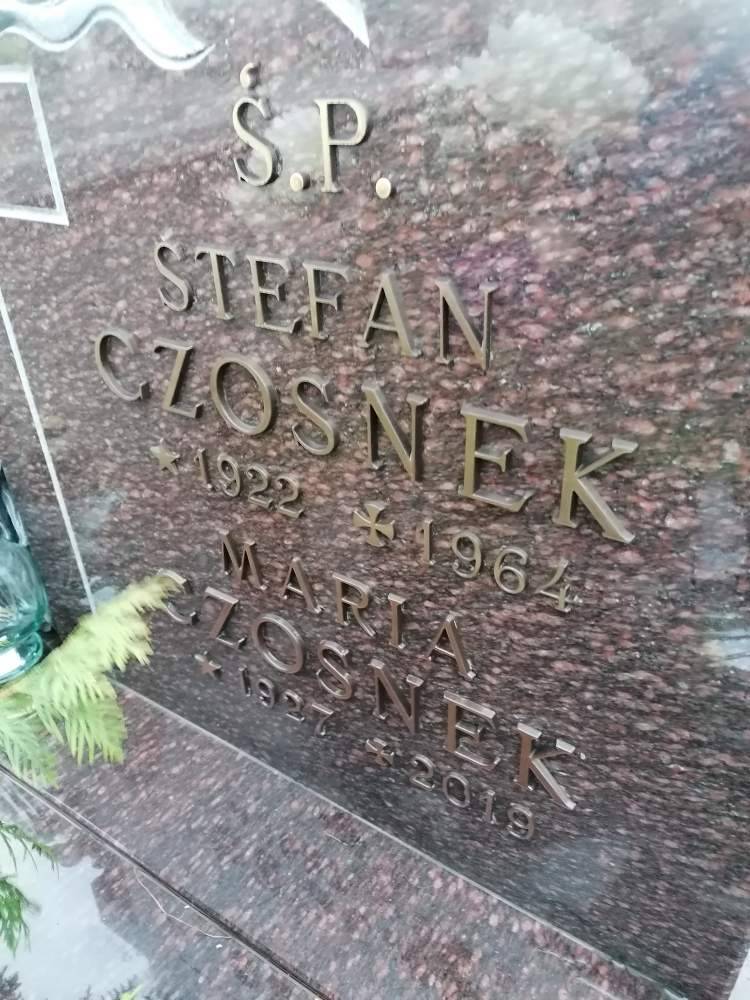 Ś.P.
STEFAN
CZOSNEK
1922 1964
MARIA
CZOSNEK
1927 2019